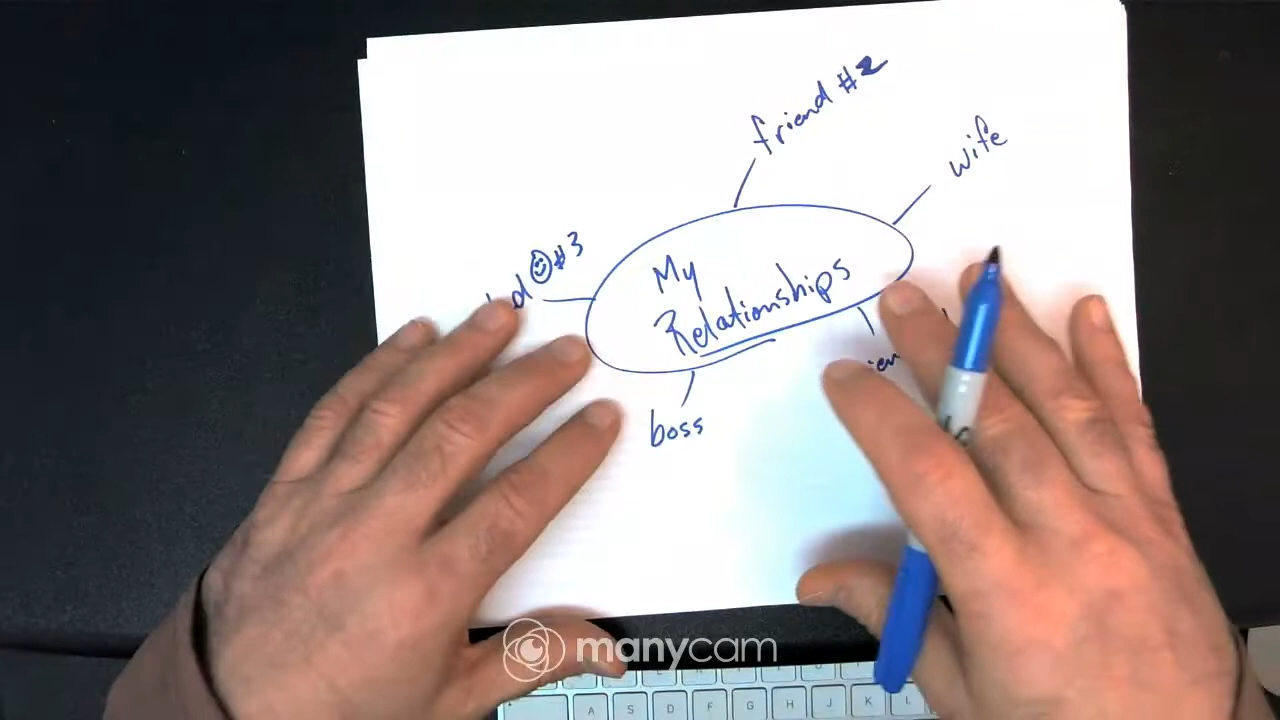 friend #2
wife
#3
My
Relationships
boss
manycam
A S D F G H J K